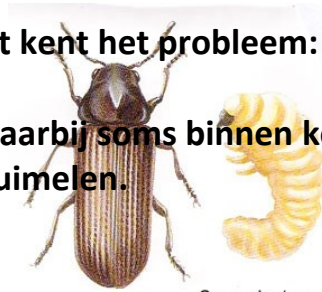 t kent het probleem:
aarbij soms binnen k
uimelen.